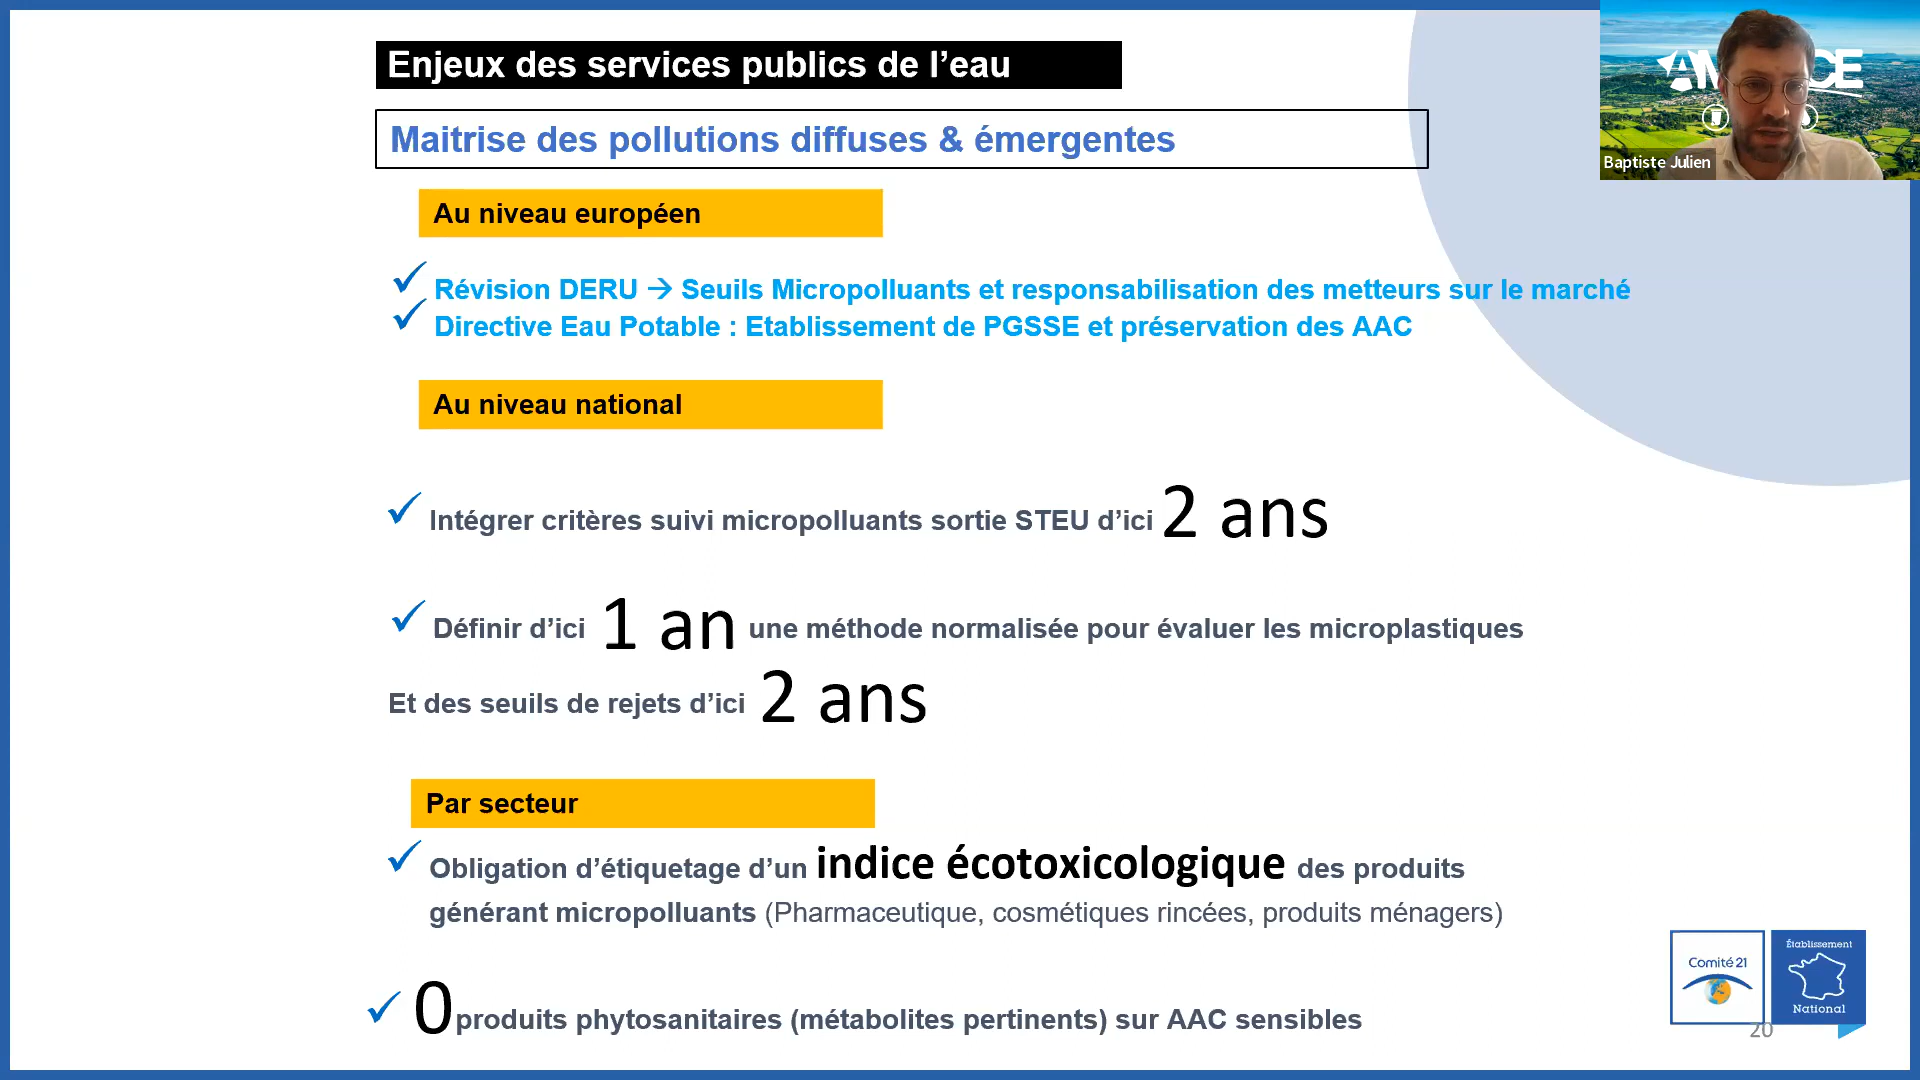 Enjeux des services publics de l’eau
Maitrise des pollutions diffuses & émergentes
Baptiste Julien
Au niveau européen
Révision DERU → Seuils Micropolluants et responsabilisation des metteurs sur le marché
Directive Eau Potable : Etablissement de PGSSE et préservation des AAC
Au niveau national
Intégrer critères suivi micropolluants sortie STEU d’ici 2 ans
Définir d’ici 1 an une méthode normalisée pour évaluer les microplastiques
Et des seuils de rejets d’ici 2 ans
Par secteur
Obligation d’étiquetage d’un indice écotoxicologique des produits
générant micropolluants (Pharmaceutique, cosmétiques rincées, produits ménagers)
0 produits phytosanitaires (métabolites pertinents) sur AAC sensibles
Comité 21
Établissement
National
20